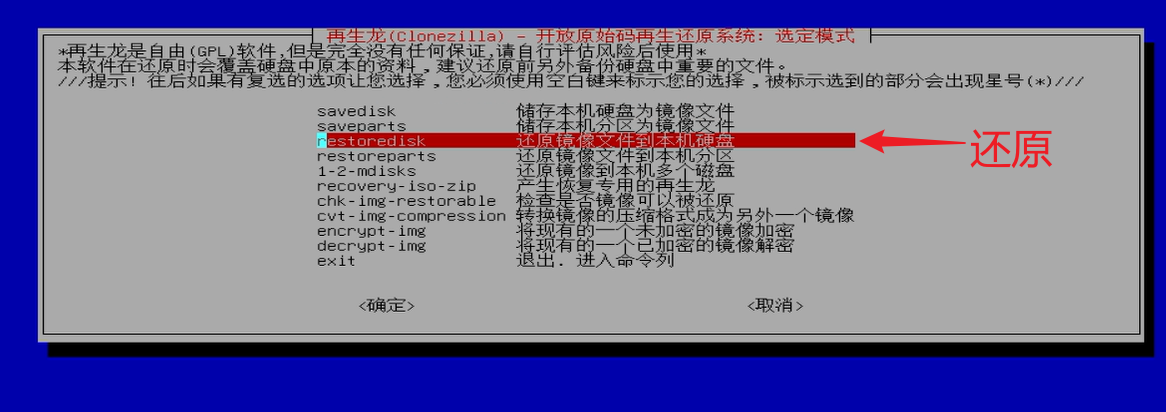 再生龙(Clonezilla) - 开放原始码再生还原系统: 选定模式
*再生龙是自由(GPL)软件,但是完全没有任何保证,请自行评估风险后使用*
本软件在还原时会覆盖硬盘中原本的资料，建议还原前另外备份硬盘中重要的文件。
///提示! 往后如果有复选的选项让您选择，您必须使用空白键来标示您的选择，被标示选到的部分会出现星号(*)///
savedisk 储存本机硬盘为镜像文件
saveparts 储存本机分区为镜像文件
restoredisk 还原镜像文件到本机硬盘
还原
restoreparts 还原镜像文件到本机分区
1-2-mdisks 还原镜像到本机多个磁盘
recovery-iso-zip 产生恢复专用的再生龙
chk-img-restorable 检查是否镜像可以被还原
cvt-img-compression 转换镜像的压缩格式成为另外一个镜像
encrypt-img 将现有的一个未加密的镜像加密
decrypt-img 将现有的一个已加密的镜像解密
exit 退出. 进入命令列
<确定> <取消>